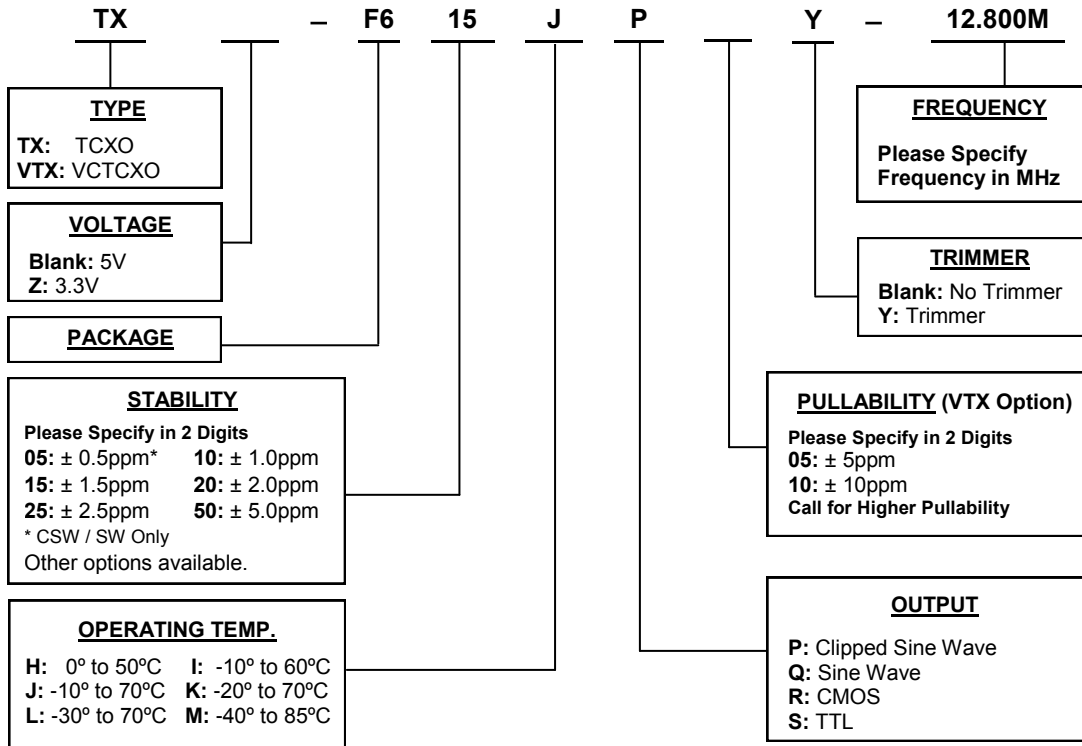 TX – F6 15 J P Y – 12.800M
TYPE
TX: TCXO
VTX: VCTCXO
VOLTAGE
Blank: 5V
Z: 3.3V
PACKAGE
STABILITY
Please Specify in 2 Digits
05: ± 0.5ppm* 10: ± 1.0ppm
15: ± 1.5ppm 20: ± 2.0ppm
25: ± 2.5ppm 50: ± 5.0ppm
* CSW / SW Only
Other options available.
OPERATING TEMP.
H: 0º to 50ºC I: -10º to 60ºC
J: -10º to 70ºC K: -20º to 70ºC
L: -30º to 70ºC M: -40º to 85ºC
FREQUENCY
Please Specify
Frequency in MHz
TRIMMER
Blank: No Trimmer
Y: Trimmer
PULLABILITY (VTX Option)
Please Specify in 2 Digits
05: ± 5ppm
10: ± 10ppm
Call for Higher Pullability
OUTPUT
P: Clipped Sine Wave
Q: Sine Wave
R: CMOS
S: TTL